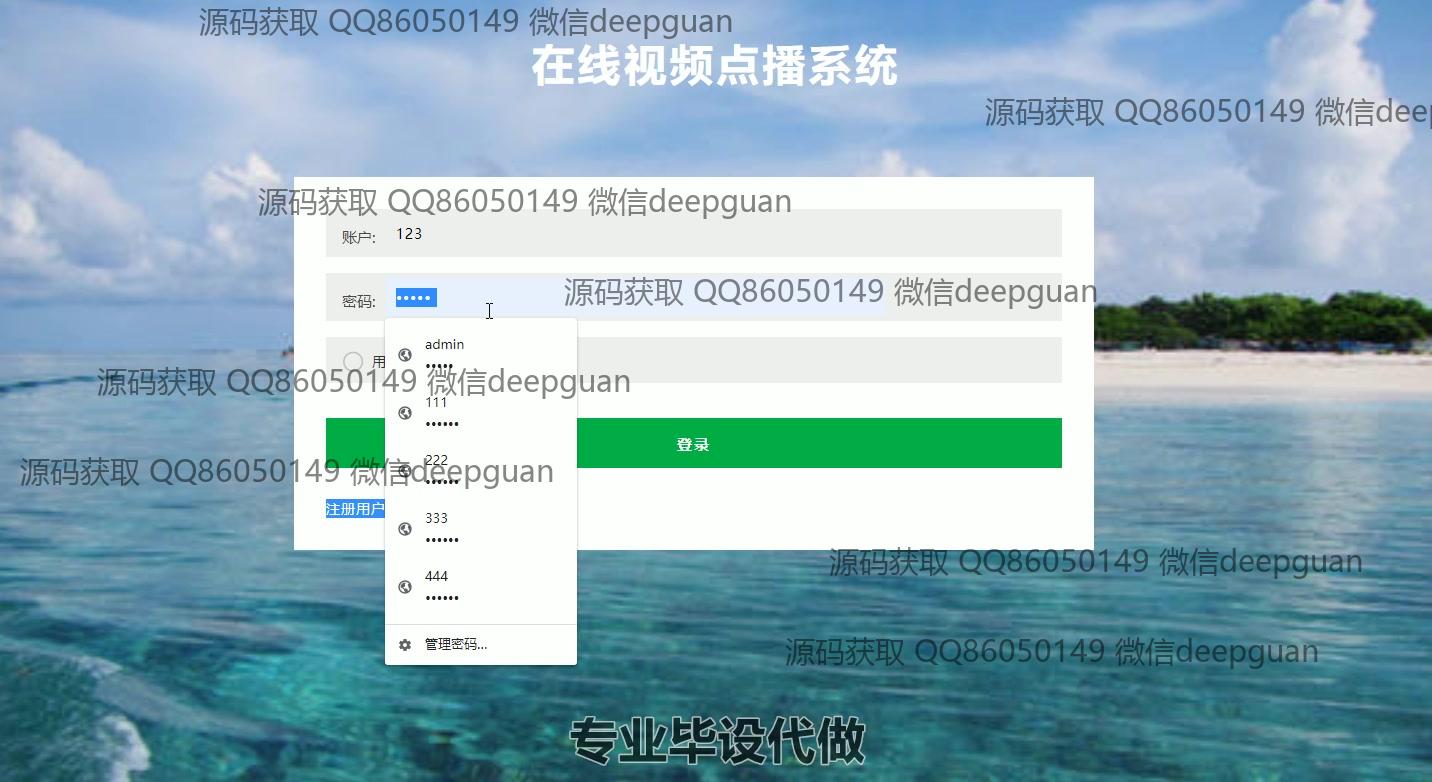 源码获取 QQ86050149 微信deepguan
在线视频点播系统
源码获取 QQ86050149 微信deep
源码获取 QQ86050149 微信deepguan
账户: 123
密码: •••••
源码获取 QQ86050149 微信deepguan
admin
•••••
用
源码获取 QQ86050149 微信deepguan
111
••••••
登录
222
••••••
源码获取 QQ86050149 微信deepguan
注册用户
333
••••••
源码获取 QQ86050149 微信deepguan
444
••••••
管理密码...
源码获取 QQ86050149 微信deepguan
专业毕设代做